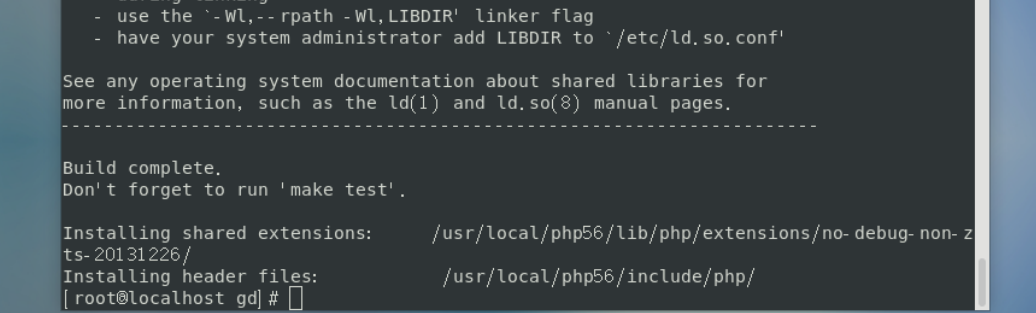 - use the `-Wl,--rpath -Wl,LIBDIR' linker flag
- have your system administrator add LIBDIR to `/etc/ld.so.conf'
See any operating system documentation about shared libraries for
more information, such as the ld(1) and ld.so(8) manual pages.
----------------------------------------------------------------------
Build complete.
Don't forget to run 'make test'.
Installing shared extensions:     /usr/local/php56/lib/php/extensions/no-debug-non-z
ts-20131226/
Installing header files:          /usr/local/php56/include/php/
[root@localhost gd]#